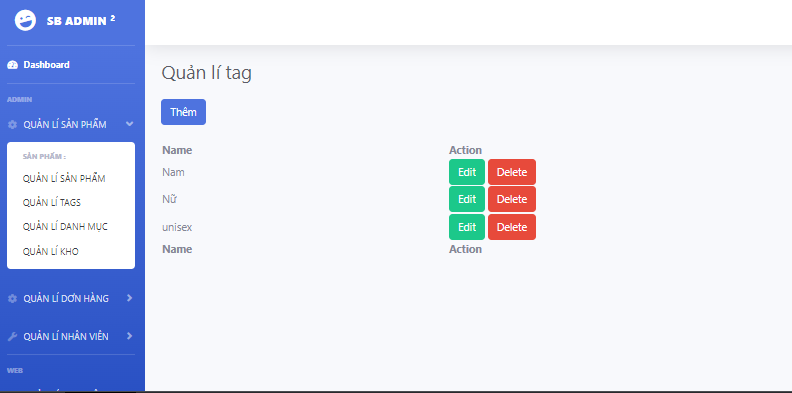 SB ADMIN 2
Dashboard
ADMIN
QUẢN LÍ SẢN PHẨM
SẢN PHẨM :
QUẢN LÍ SẢN PHẨM
QUẢN LÍ TAGS
QUẢN LÍ DANH MỤC
QUẢN LÍ KHO
QUẢN LÍ DƠN HÀNG
QUẢN LÍ NHÂN VIÊN
WEB
Quản lí tag
Thêm
Name Action
Nam Edit Delete
Nữ Edit Delete
unisex Edit Delete
Name Action